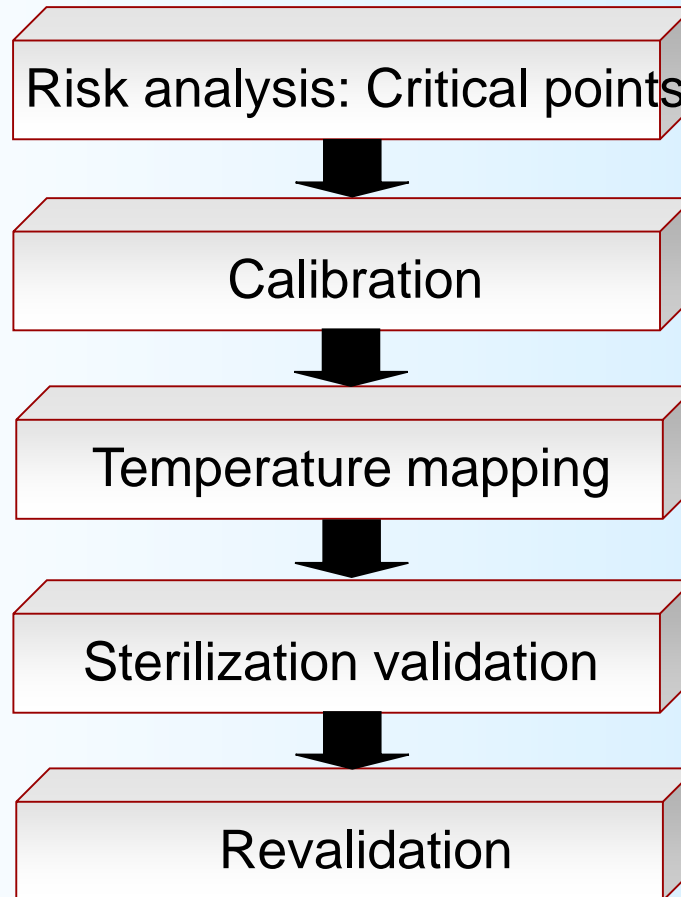 Risk analysis: Critical points
Calibration
Temperature mapping
Sterilization validation
Revalidation